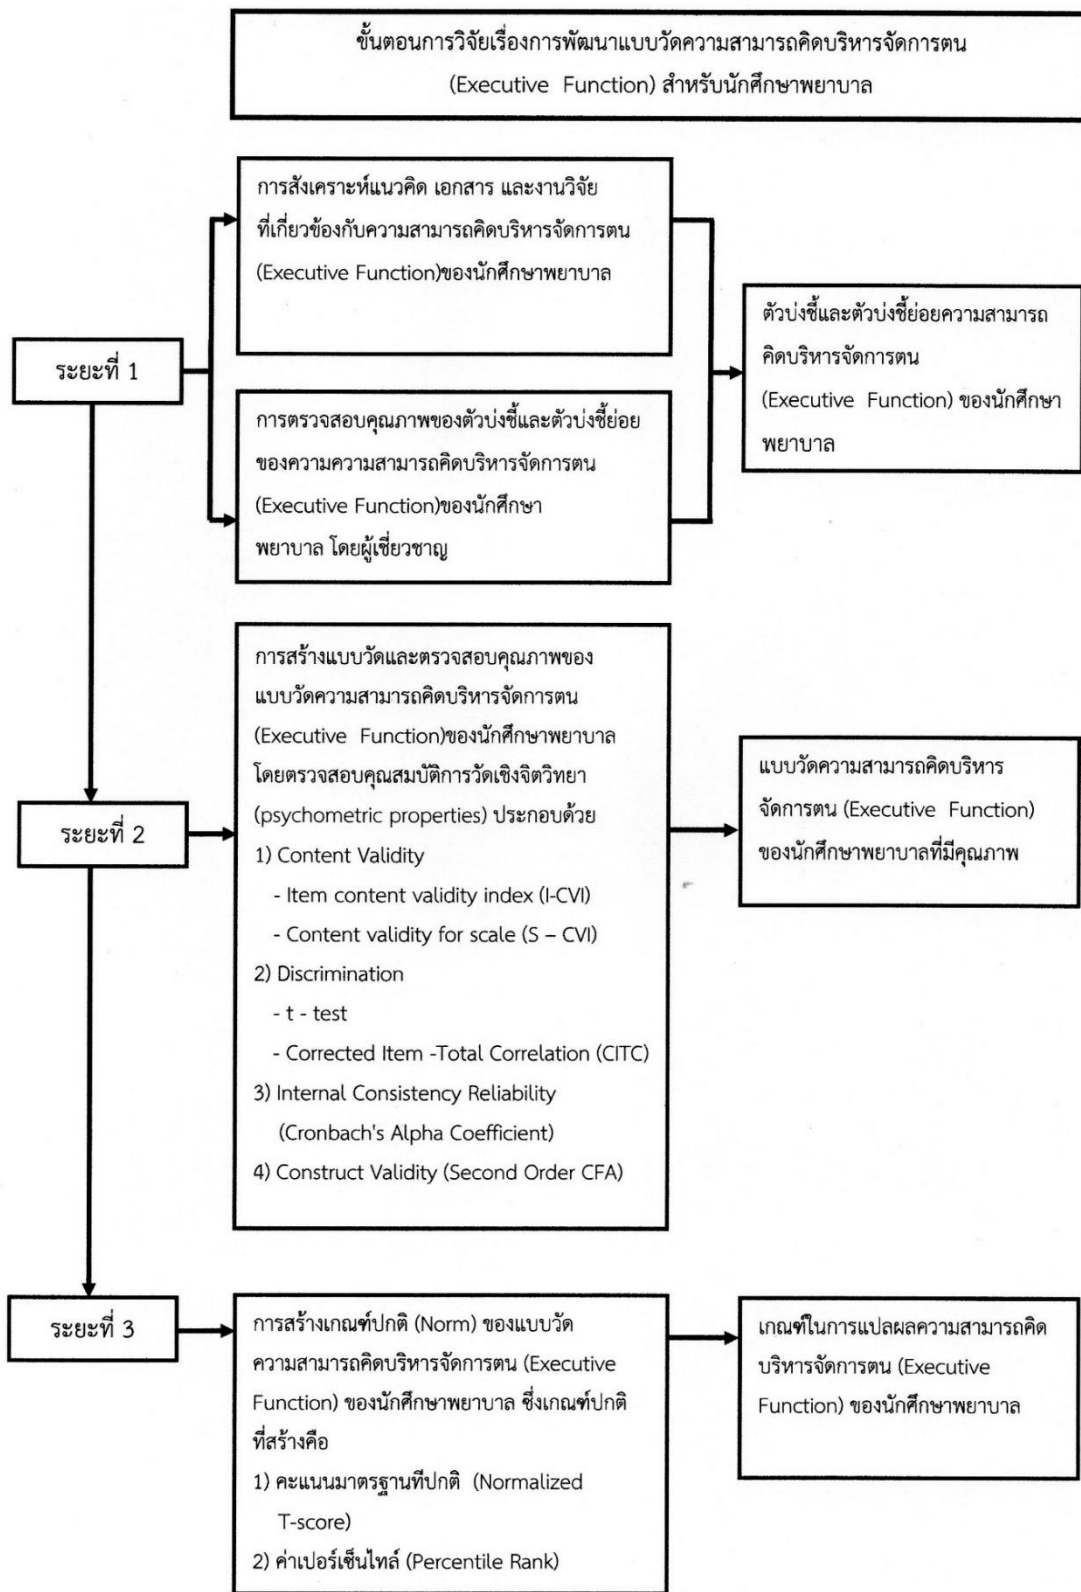 ขั้นตอนการวิจัยเรื่องการพัฒนาแบบวัดความสามารถคิดบริหารจัดการตน
(Executive Function) สำหรับนักศึกษาพยาบาล
ระยะที่ 1
การสังเคราะห์แนวคิด เอกสาร และงานวิจัย
ที่เกี่ยวข้องกับความสามารถคิดบริหารจัดการตน
(Executive Function)ของนักศึกษาพยาบาล
การตรวจสอบคุณภาพของตัวบ่งชี้และตัวบ่งชี้ย่อย
ของความความสามารถคิดบริหารจัดการตน
(Executive Function)ของนักศึกษา
พยาบาล โดยผู้เชี่ยวชาญ
ตัวบ่งชี้และตัวบ่งชี้ย่อยความสามารถ
คิดบริหารจัดการตน
(Executive Function) ของนักศึกษา
พยาบาล
ระยะที่ 2
การสร้างแบบวัดและตรวจสอบคุณภาพของ
แบบวัดความสามารถคิดบริหารจัดการตน
(Executive Function)ของนักศึกษาพยาบาล
โดยตรวจสอบคุณสมบัติการวัดเชิงจิตวิทยา
(psychometric properties) ประกอบด้วย
1) Content Validity
- Item content validity index (I-CVI)
- Content validity for scale (S – CVI)
2) Discrimination
- t - test
- Corrected Item -Total Correlation (CITC)
3) Internal Consistency Reliability
(Cronbach's Alpha Coefficient)
4) Construct Validity (Second Order CFA)
แบบวัดความสามารถคิดบริหาร
จัดการตน (Executive Function)
ของนักศึกษาพยาบาลที่มีคุณภาพ
ระยะที่ 3
การสร้างเกณฑ์ปกติ (Norm) ของแบบวัด
ความสามารถคิดบริหารจัดการตน (Executive
Function) ของนักศึกษาพยาบาล ซึ่งเกณฑ์ปกติ
ที่สร้างคือ
1) คะแนนมาตรฐานทีปกติ (Normalized
T-score)
2) ค่าเปอร์เซ็นไทล์ (Percentile Rank)
เกณฑ์ในการแปลผลความสามารถคิด
บริหารจัดการตน (Executive
Function) ของนักศึกษาพยาบาล